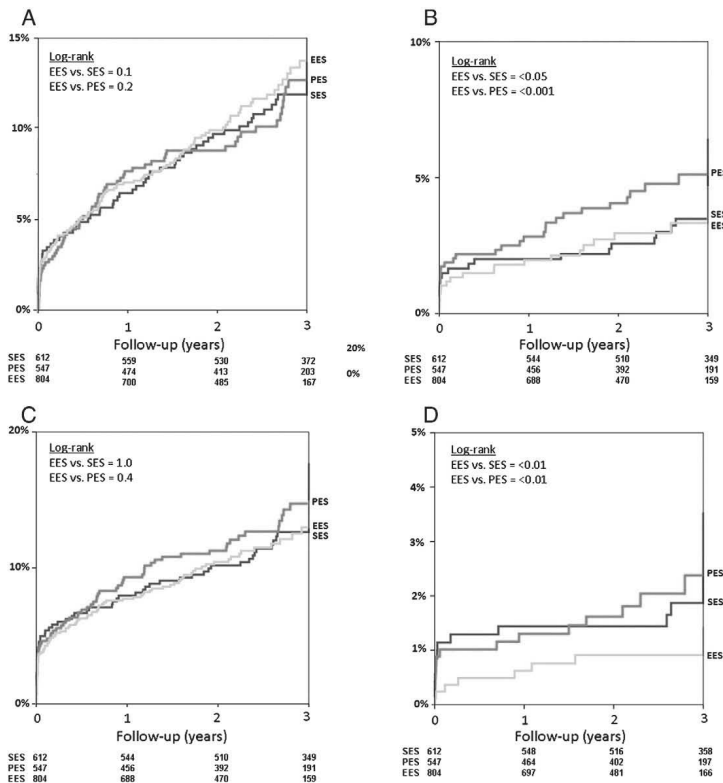 A
15%
Log-rank
EES vs. SES = 0.1
EES vs. PES = 0.2
EES
PES
SES
10%
5%
0%
0 1 2 3
Follow-up (years)
SES 612 559 530 372
PES 547 474 413 203
EES 804 700 485 167
20%
0%
B
10%
Log-rank
EES vs. SES = <0.05
EES vs. PES = <0.001
PES
SES
EES
5%
0%
0 1 2 3
Follow-up (years)
SES 612 544 510 349
PES 547 456 392 191
EES 804 688 470 159
C
20%
Log-rank
EES vs. SES = 1.0
EES vs. PES = 0.4
PES
EES
SES
10%
0%
0 1 2 3
Follow-up (years)
SES 612 544 510 349
PES 547 456 392 191
EES 804 688 470 159
D
5%
Log-rank
EES vs. SES = <0.01
EES vs. PES = <0.01
4%
3%
PES
2%
SES
EES
1%
0%
0 1 2 3
Follow-up (years)
SES 612 548 516 358
PES 547 464 402 197
EES 804 697 481 166